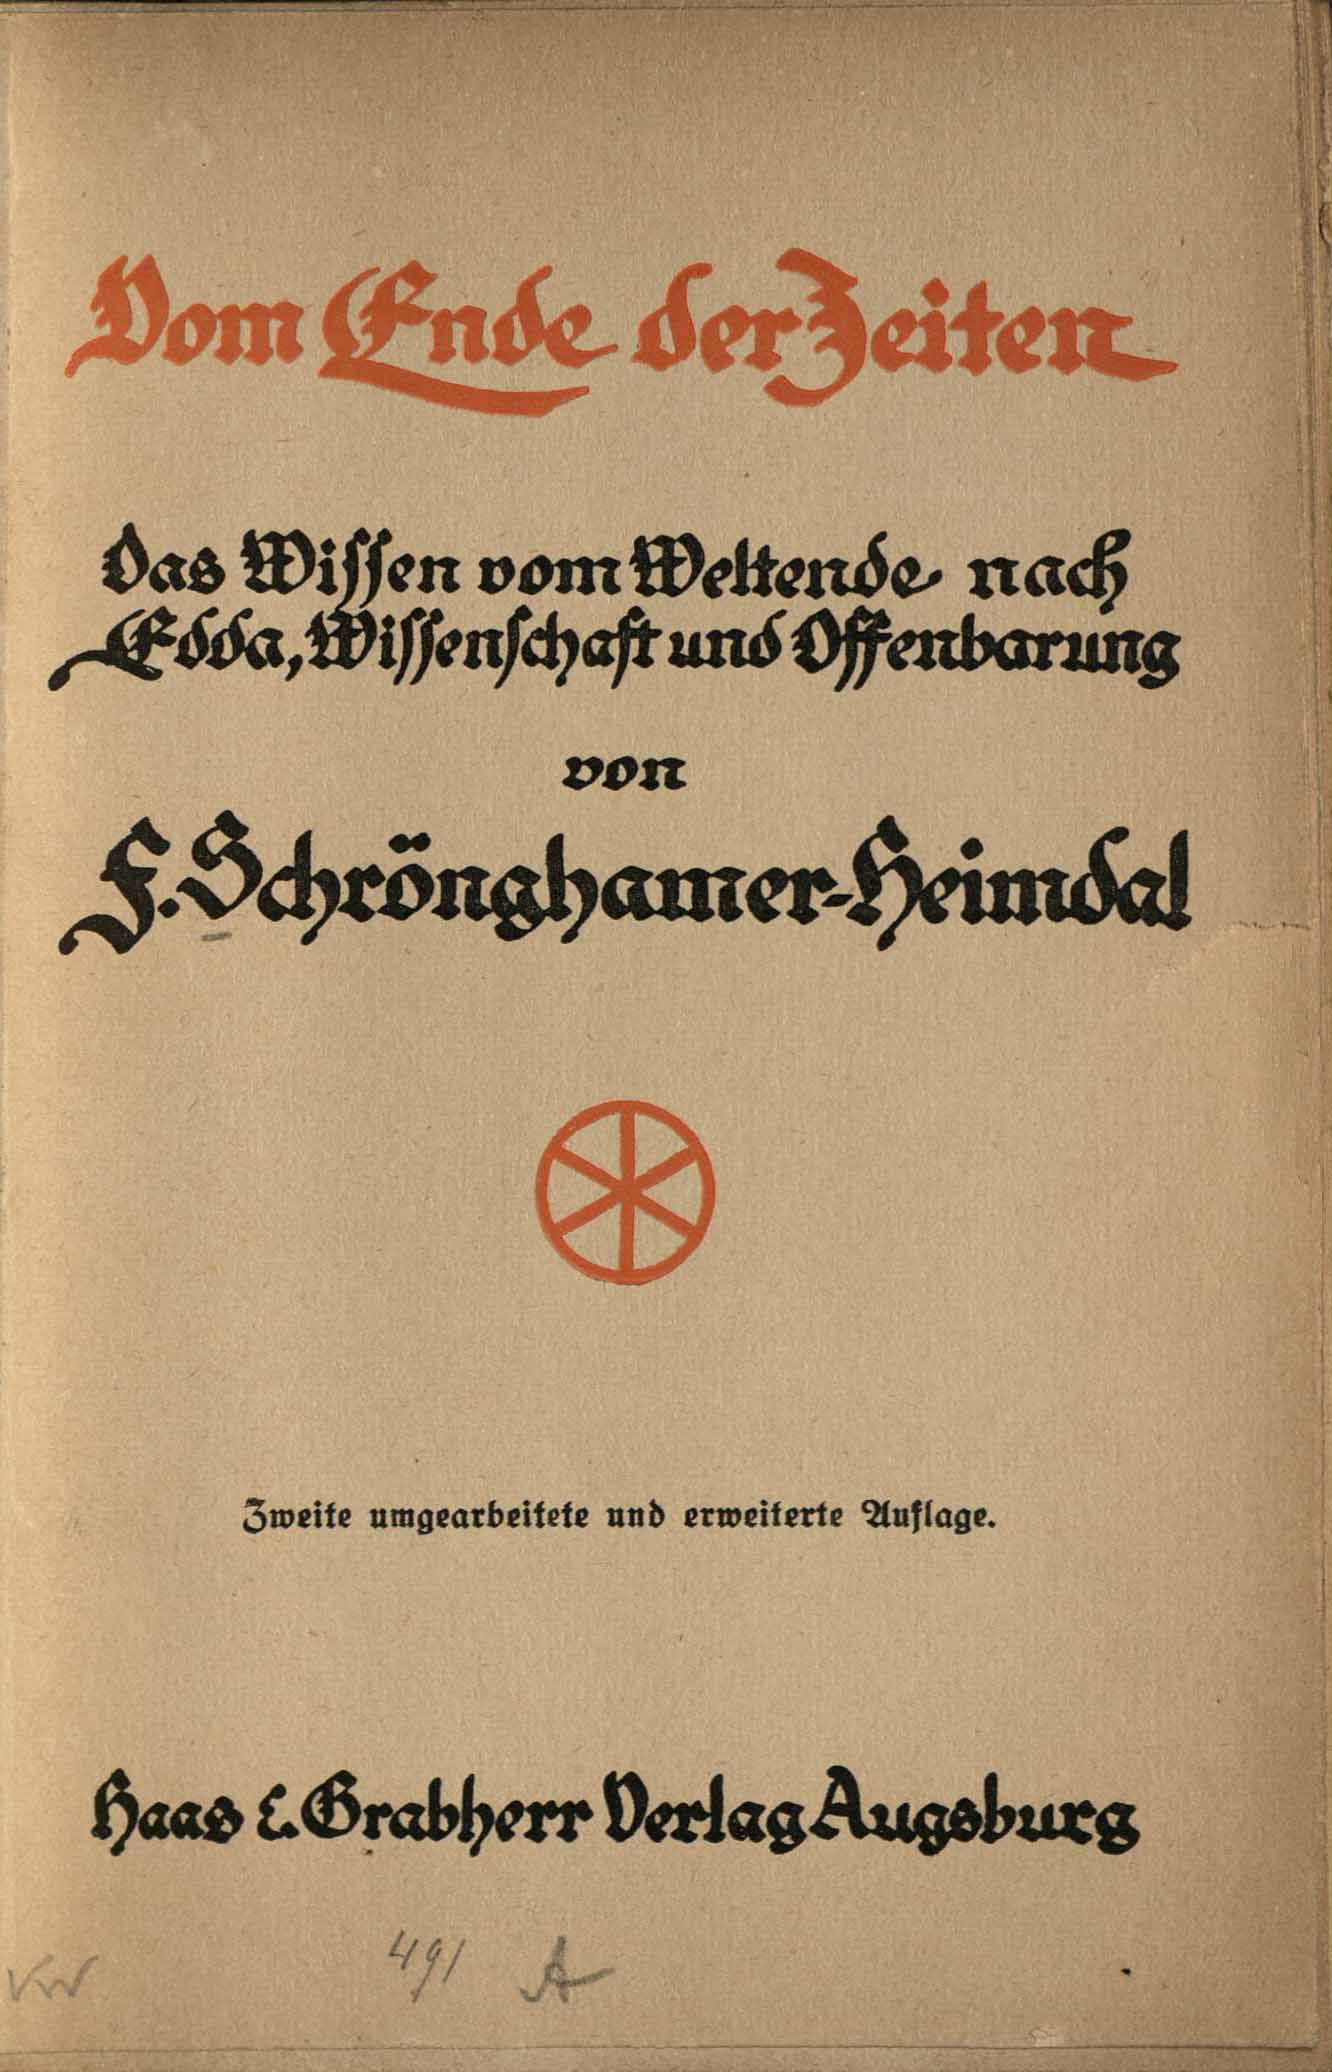 Vom Ende der Zeiten
Das Wissen vom Weltende nach
Edda, Wissenschaft und Offenbarung
von
F. Schrönghamer-Heimdal
Zweite umgearbeitete und erweiterte Auflage.
Haas & Grabherr Verlag Augsburg
491 A